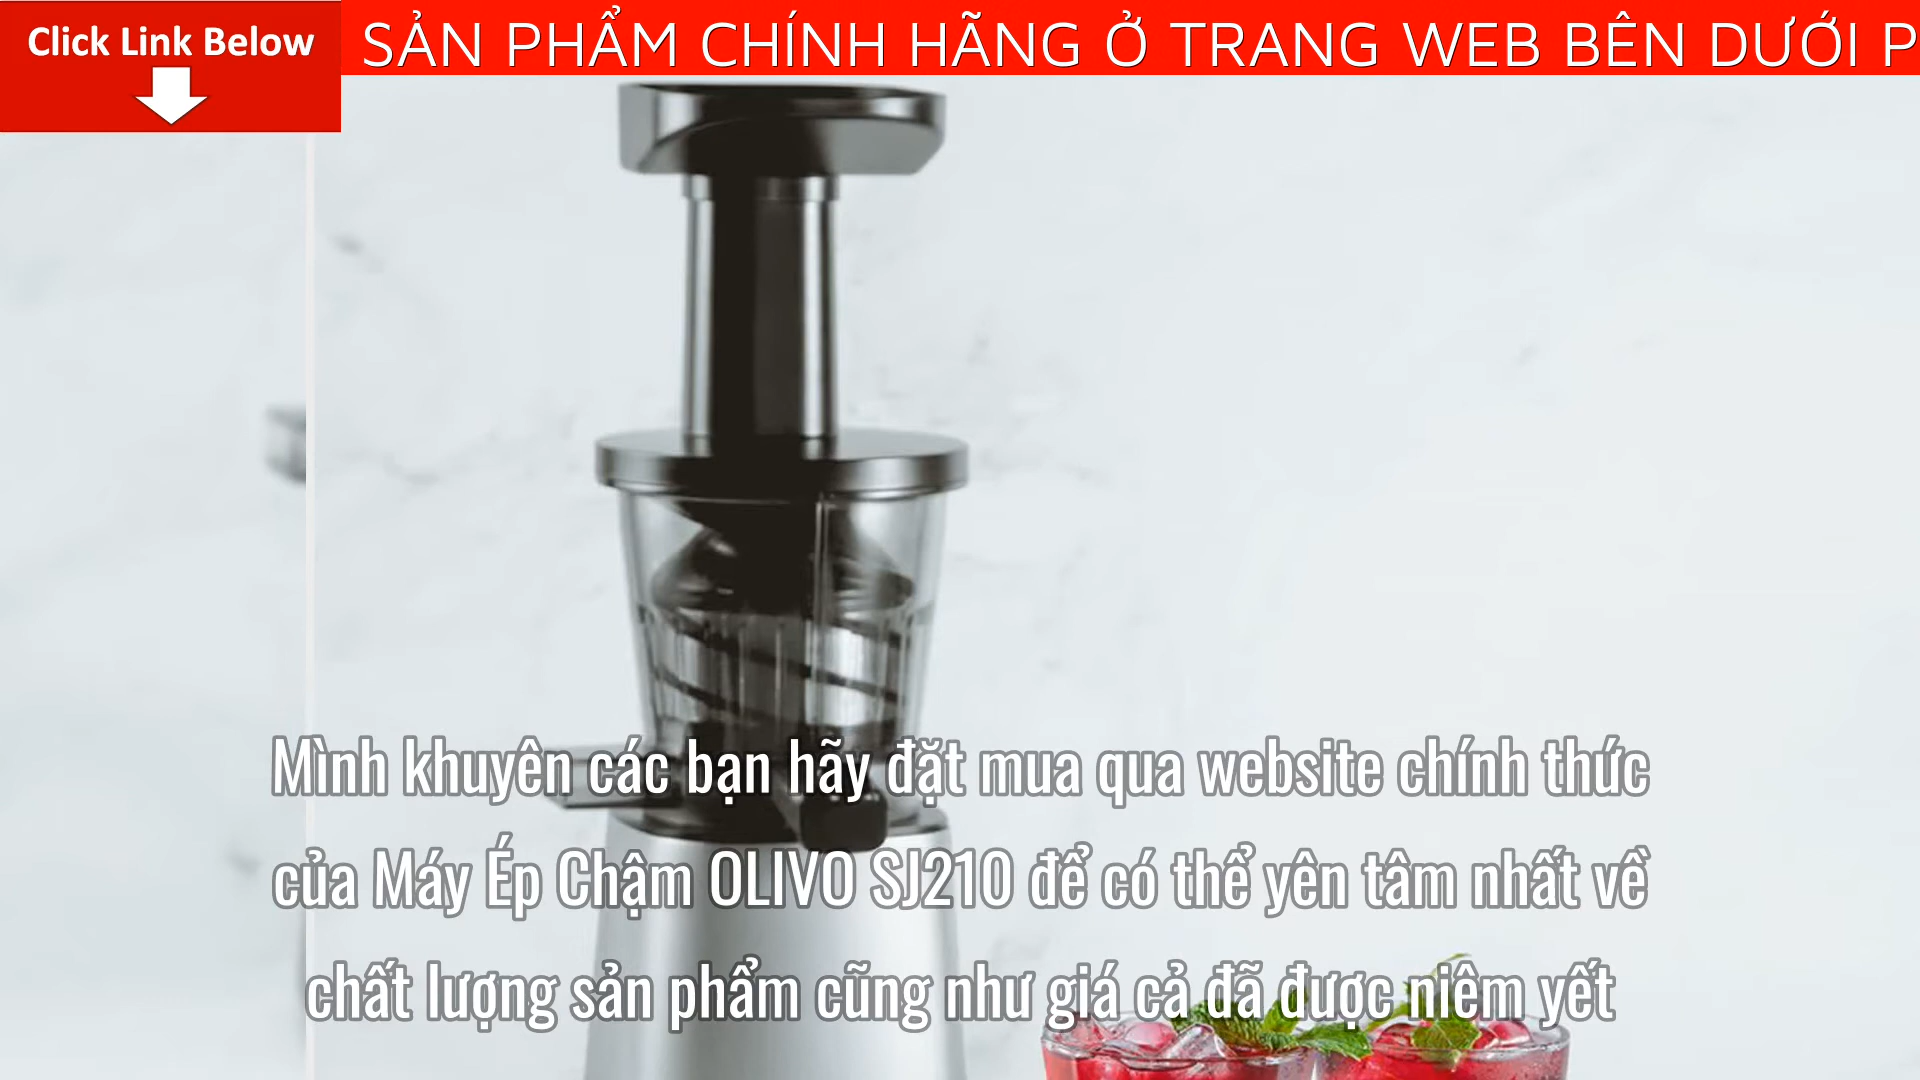 Click Link Below
SẢN PHẨM CHÍNH HÃNG Ở TRANG WEB BÊN DƯỚI P
Mình khuyên các bạn hãy đặt mua qua website chính thức
của Máy Ép Chậm OLIVO SJ210 để có thể yên tâm nhất về
chất lượng sản phẩm cũng như giá cả đã được niêm yết